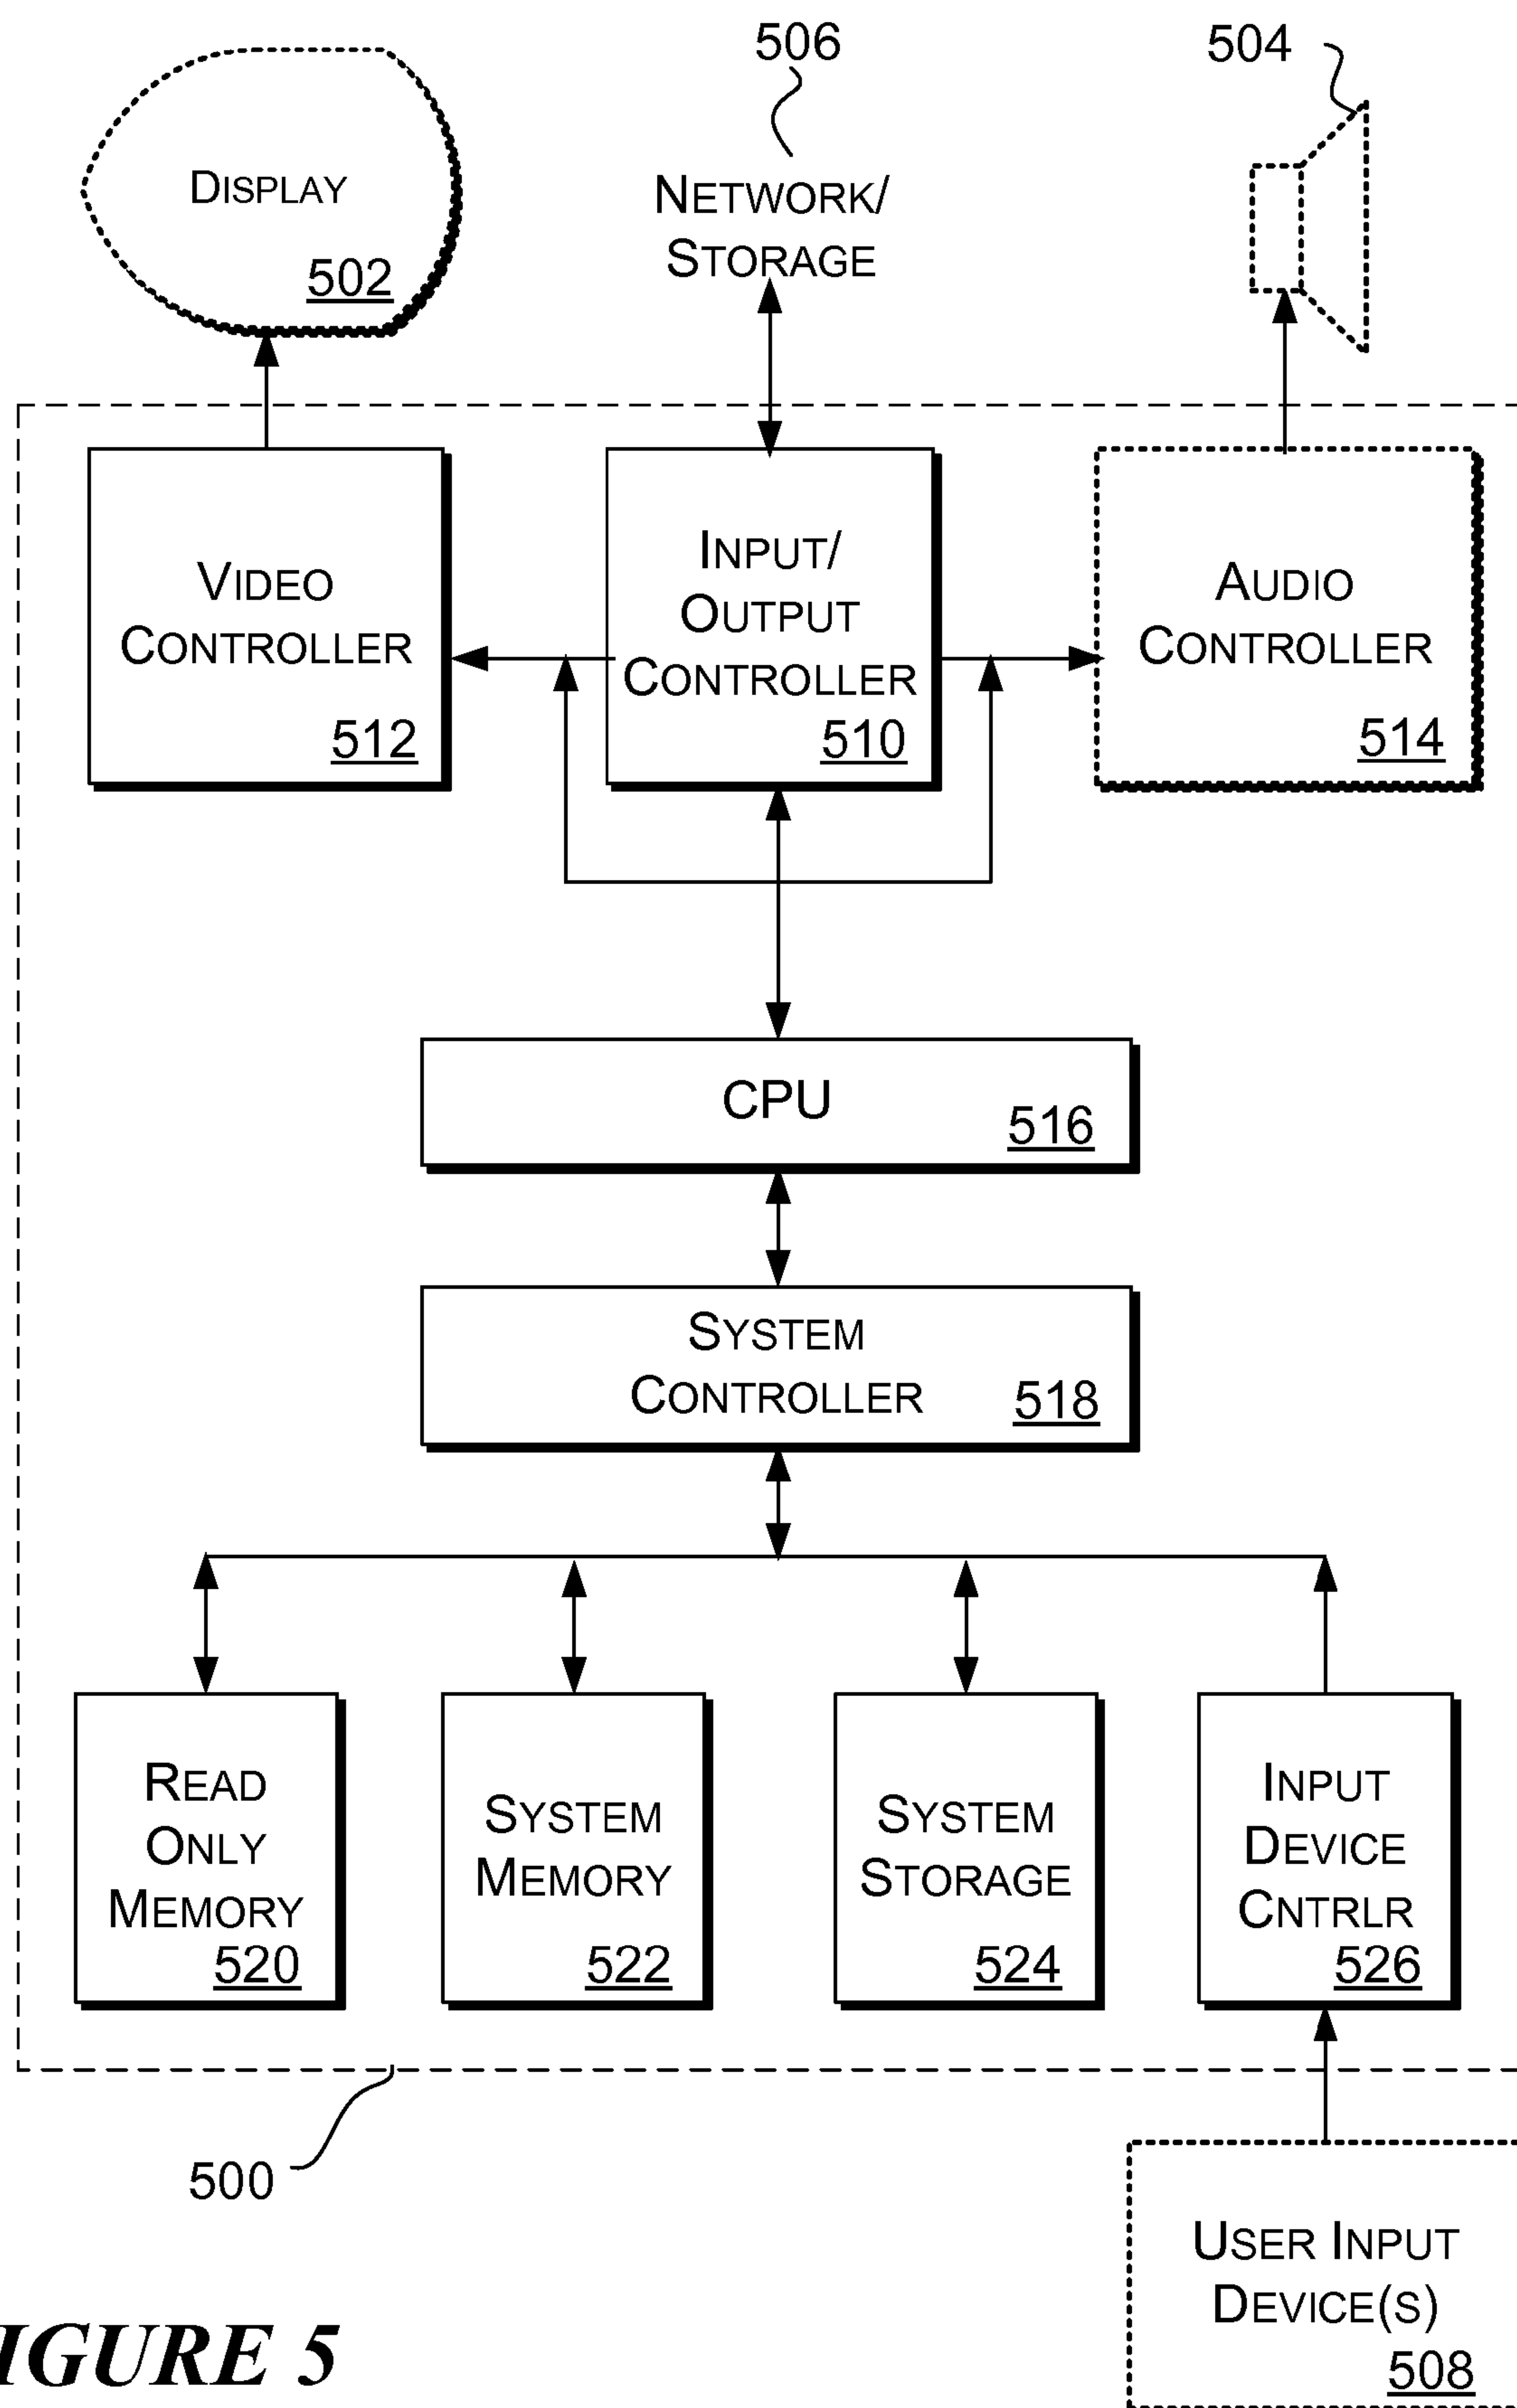 506
504
DISPLAY
502
NETWORK/
STORAGE
VIDEO
CONTROLLER
512
INPUT/
OUTPUT
CONTROLLER
510
AUDIO
CONTROLLER
514
CPU
516
SYSTEM
CONTROLLER
518
READ
ONLY
MEMORY
520
SYSTEM
MEMORY
522
SYSTEM
STORAGE
524
INPUT
DEVICE
CNTRLR
526
500
USER INPUT
DEVICE(S)
508
IGURE 5